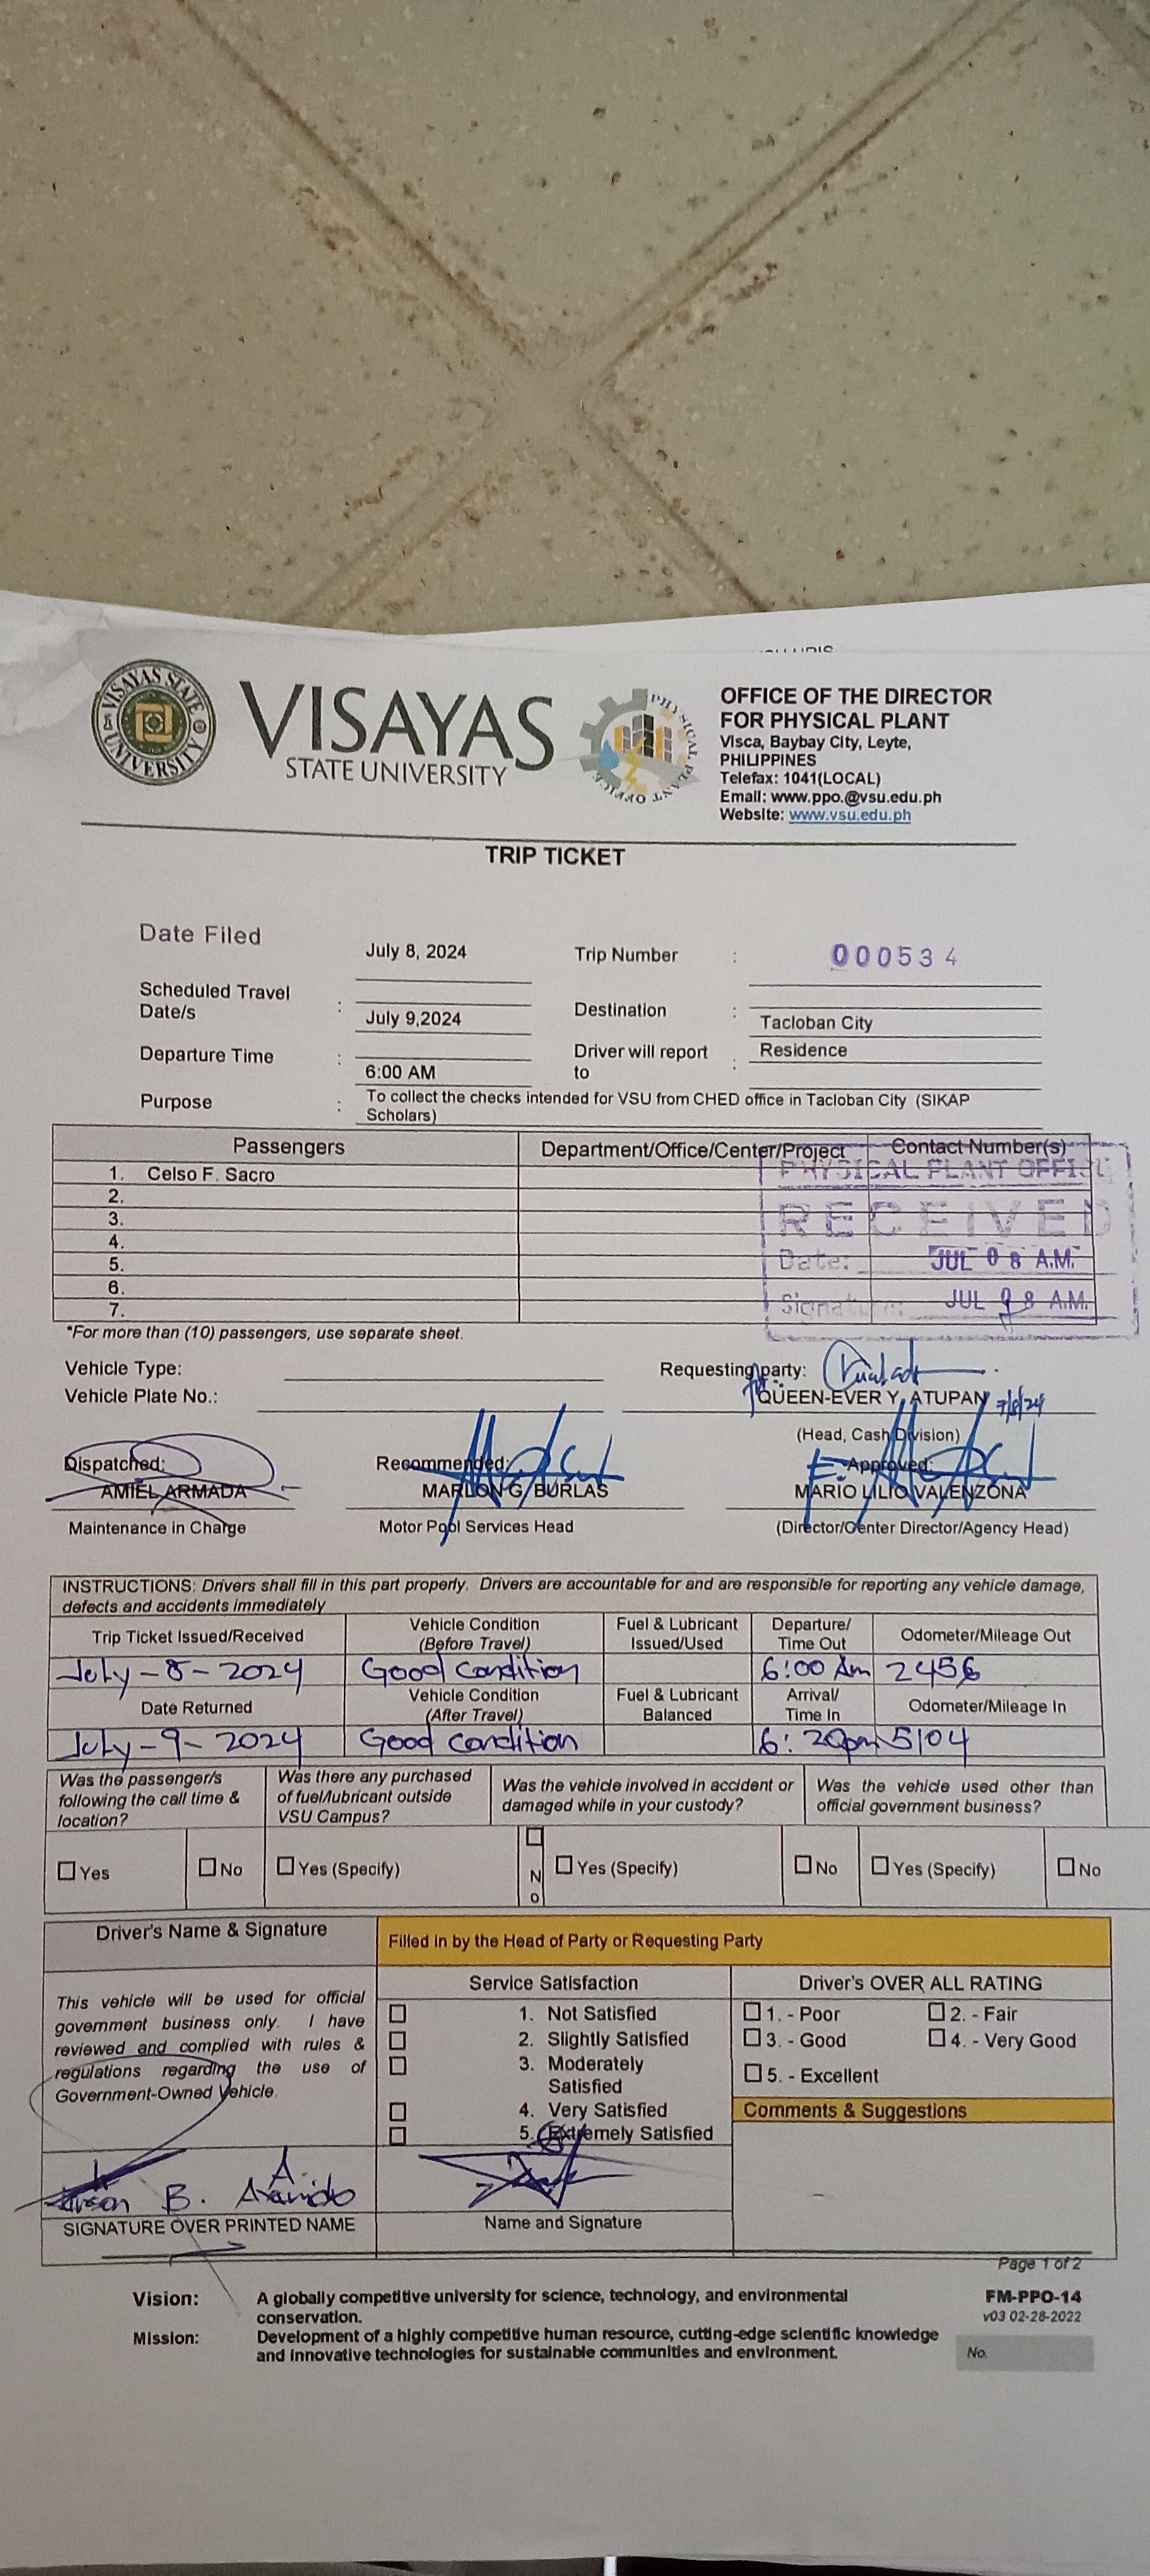 VISAYAS STATE UNIVERSITY
VISAYAS
STATE UNIVERSITY
PHYSICAL PLANT OFFICE
OFFICE OF THE DIRECTOR
FOR PHYSICAL PLANT
Visca, Baybay City, Leyte,
PHILIPPINES
Telefax: 1041(LOCAL)
Email: www.ppo.@vsu.edu.ph
Website: www.vsu.edu.ph
TRIP TICKET
Date Filed July 8, 2024 Trip Number : 000534
Scheduled Travel Date/s : July 9,2024 Destination : Tacloban City
Departure Time : 6:00 AM Driver will report to : Residence
Purpose : To collect the checks intended for VSU from CHED office in Tacloban City (SIKAP
Scholars)
Passengers Department/Office/Center/Project Contact Number(s)
1. Celso F. Sacro
2.
3.
4.
5.
6.
7.
PHYSICAL PLANT OFFICE
RECEIVED
Date: JUL 08 A.M.
Signature: JUL 08 A.M.
*For more than (10) passengers, use separate sheet.
Vehicle Type: Requesting party:
Vehicle Plate No.: QUEEN-EVER Y. ATUPAN 7/8/24
(Head, Cash Division)
Dispatched: Recommended: Approved:
AMIEL ARMADA MARLON G. BURLAS MARIO LILIO VALENZONA
Maintenance in Charge Motor Pool Services Head (Director/Center Director/Agency Head)
INSTRUCTIONS: Drivers shall fill in this part properly. Drivers are accountable for and are responsible for reporting any vehicle damage,
defects and accidents immediately
Trip Ticket Issued/Received Vehicle Condition (Before Travel) Fuel & Lubricant Issued/Used Departure/ Time Out Odometer/Mileage Out
July - 8 - 2024 Good condition 6:00 Am 2456
Date Returned Vehicle Condition (After Travel) Fuel & Lubricant Balanced Arrival/ Time In Odometer/Mileage In
July - 9 - 2024 Good condition 6: 20pm 5104
Was the passenger/s following the call time & location? Was there any purchased of fuel/lubricant outside VSU Campus? Was the vehicle involved in accident or damaged while in your custody? Was the vehicle used other than official government business?
Yes No Yes (Specify) No Yes (Specify) No Yes (Specify) No
Driver's Name & Signature
Filled in by the Head of Party or Requesting Party
This vehicle will be used for official
government business only. I have
reviewed and complied with rules &
regulations regarding the use of
Government-Owned Vehicle.
Service Satisfaction
1. Not Satisfied
2. Slightly Satisfied
3. Moderately
Satisfied
4. Very Satisfied
5. Extremely Satisfied
Driver's OVER ALL RATING
1. - Poor 2. - Fair
3. - Good 4. - Very Good
5. - Excellent
Comments & Suggestions
B.
SIGNATURE OVER PRINTED NAME
Name and Signature
Page 1 of 2
Vision: A globally competitive university for science, technology, and environmental
conservation.
Mission: Development of a highly competitive human resource, cutting-edge scientific knowledge
and innovative technologies for sustainable communities and environment.
FM-PPO-14
v03 02-28-2022
No.